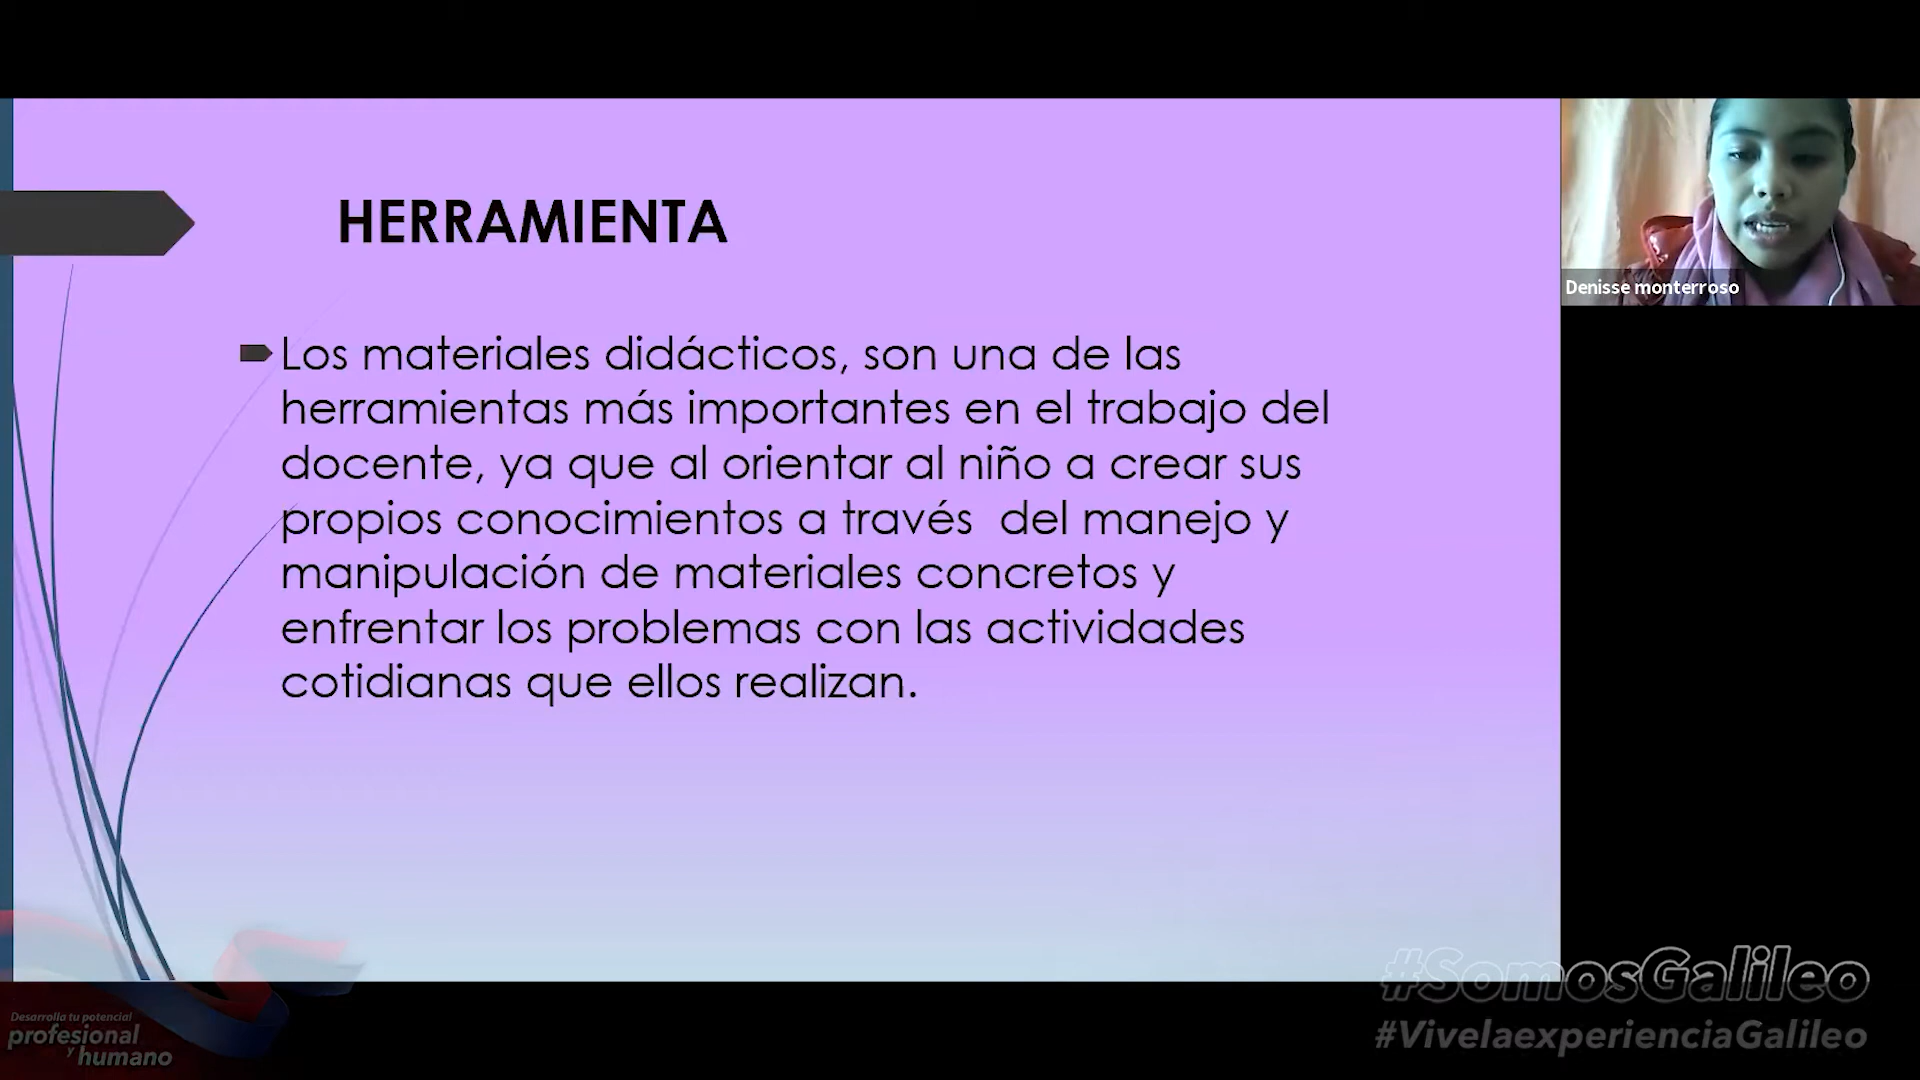 HERRAMIENTA
Los materiales didácticos, son una de las
herramientas más importantes en el trabajo del
docente, ya que al orientar al niño a crear sus
propios conocimientos a través  del manejo y
manipulación de materiales concretos y
enfrentar los problemas con las actividades
cotidianas que ellos realizan.
Denisse monterroso
#SomosGalileo
#VivelaexperienciaGalileo
Desarrolla tu potencial
profesional
y humano